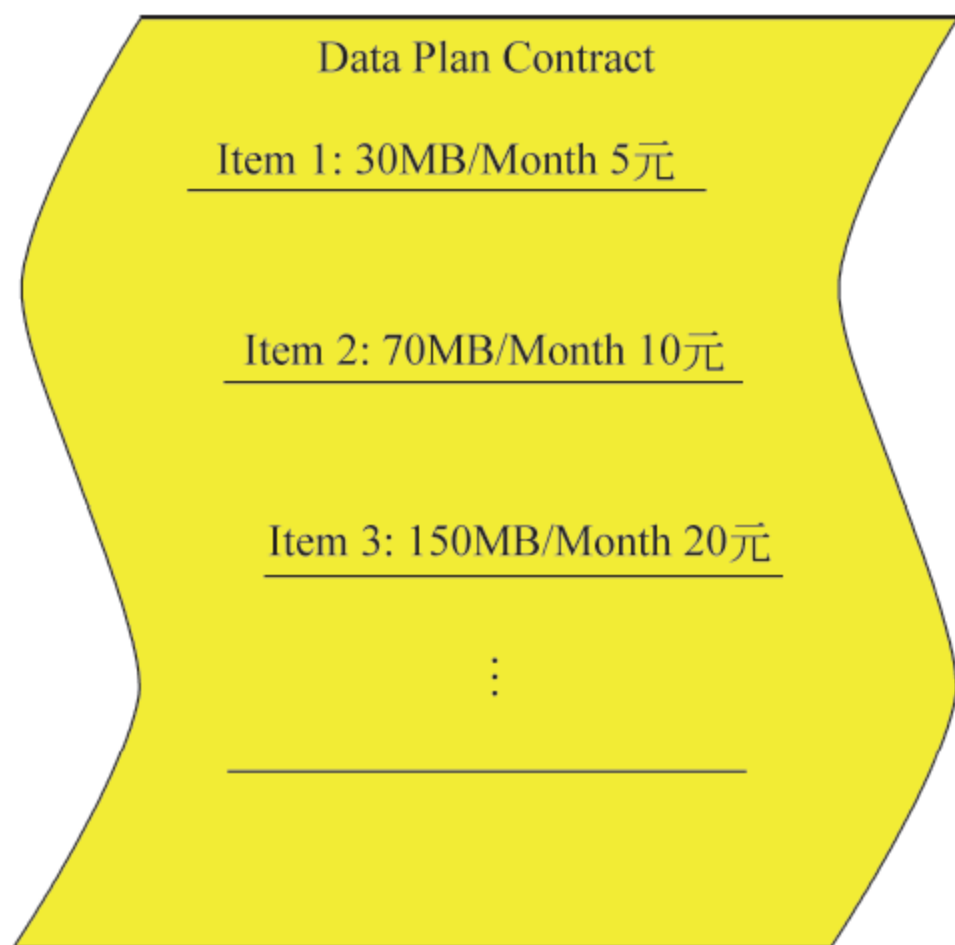 Data Plan Contract
Item 1: 30MB/Month 5元
Item 2: 70MB/Month 10元
Item 3: 150MB/Month 20元
⋮